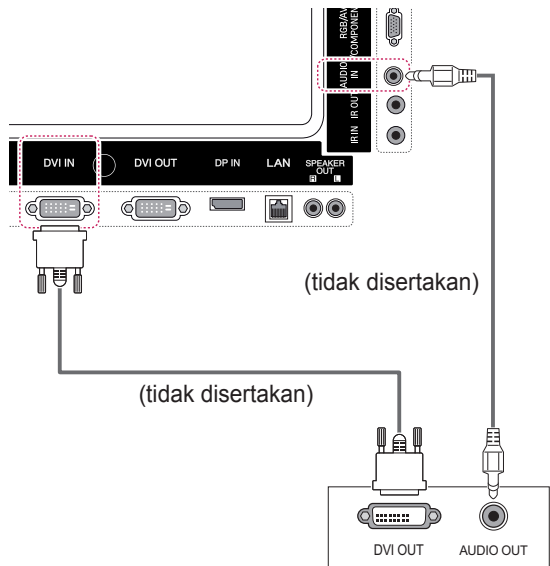 RGB/AV
COMPONENT
AUDIO
IN
IR OUT
IR IN
DVI IN
DVI OUT
DP IN
LAN
SPEAKER
OUT
R L
(tidak disertakan)
(tidak disertakan)
DVI OUT
AUDIO OUT